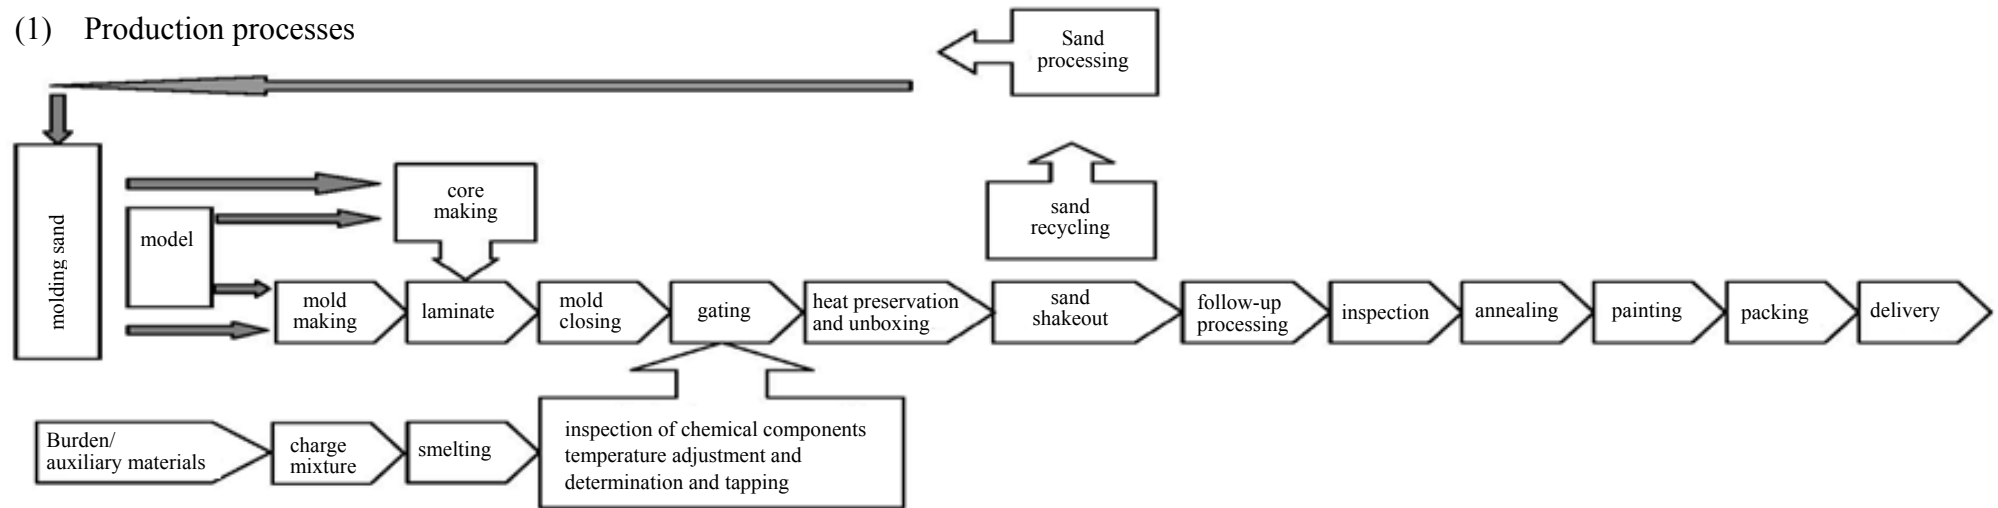 (1) Production processes
Sand
processing
molding sand
model
core
making
sand
recycling
mold
making
laminate
mold
closing
gating
heat preservation
and unboxing
sand
shakeout
follow-up
processing
inspection
annealing
painting
packing
delivery
Burden/
auxiliary materials
charge
mixture
smelting
inspection of chemical components
temperature adjustment and
determination and tapping